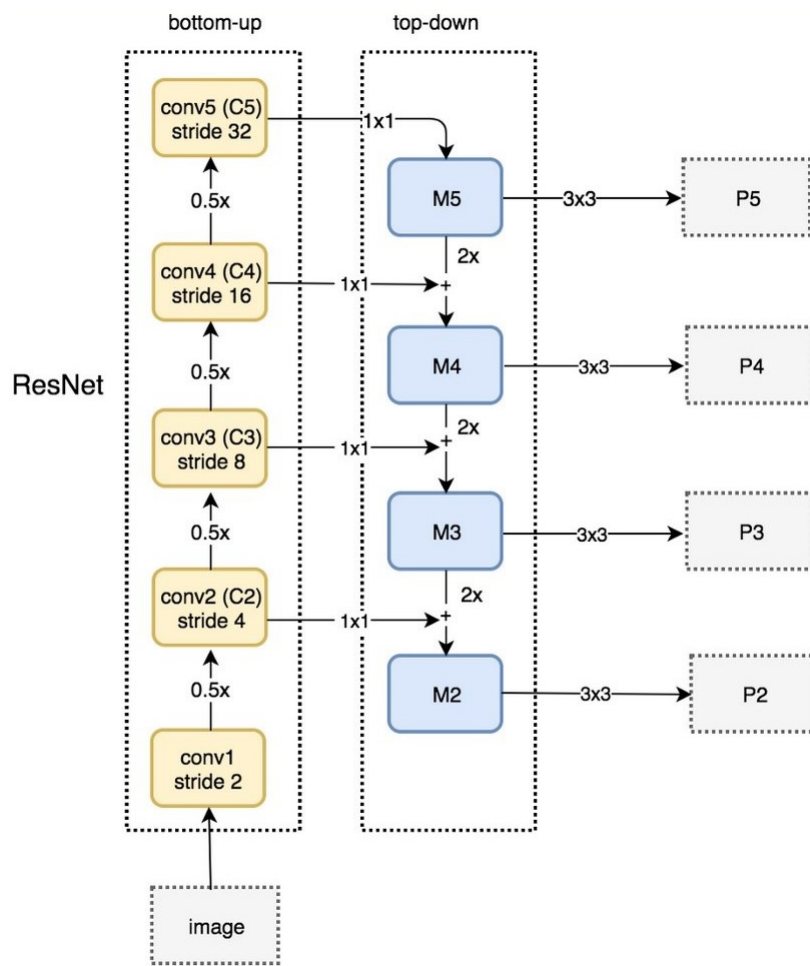 bottom-up
top-down
conv5 (C5)
stride 32
1x1
M5
3x3
P5
0.5x
2x
conv4 (C4)
stride 16
1x1
+
M4
3x3
P4
ResNet
0.5x
2x
conv3 (C3)
stride 8
1x1
+
M3
3x3
P3
0.5x
2x
conv2 (C2)
stride 4
1x1
+
M2
3x3
P2
0.5x
conv1
stride 2
image